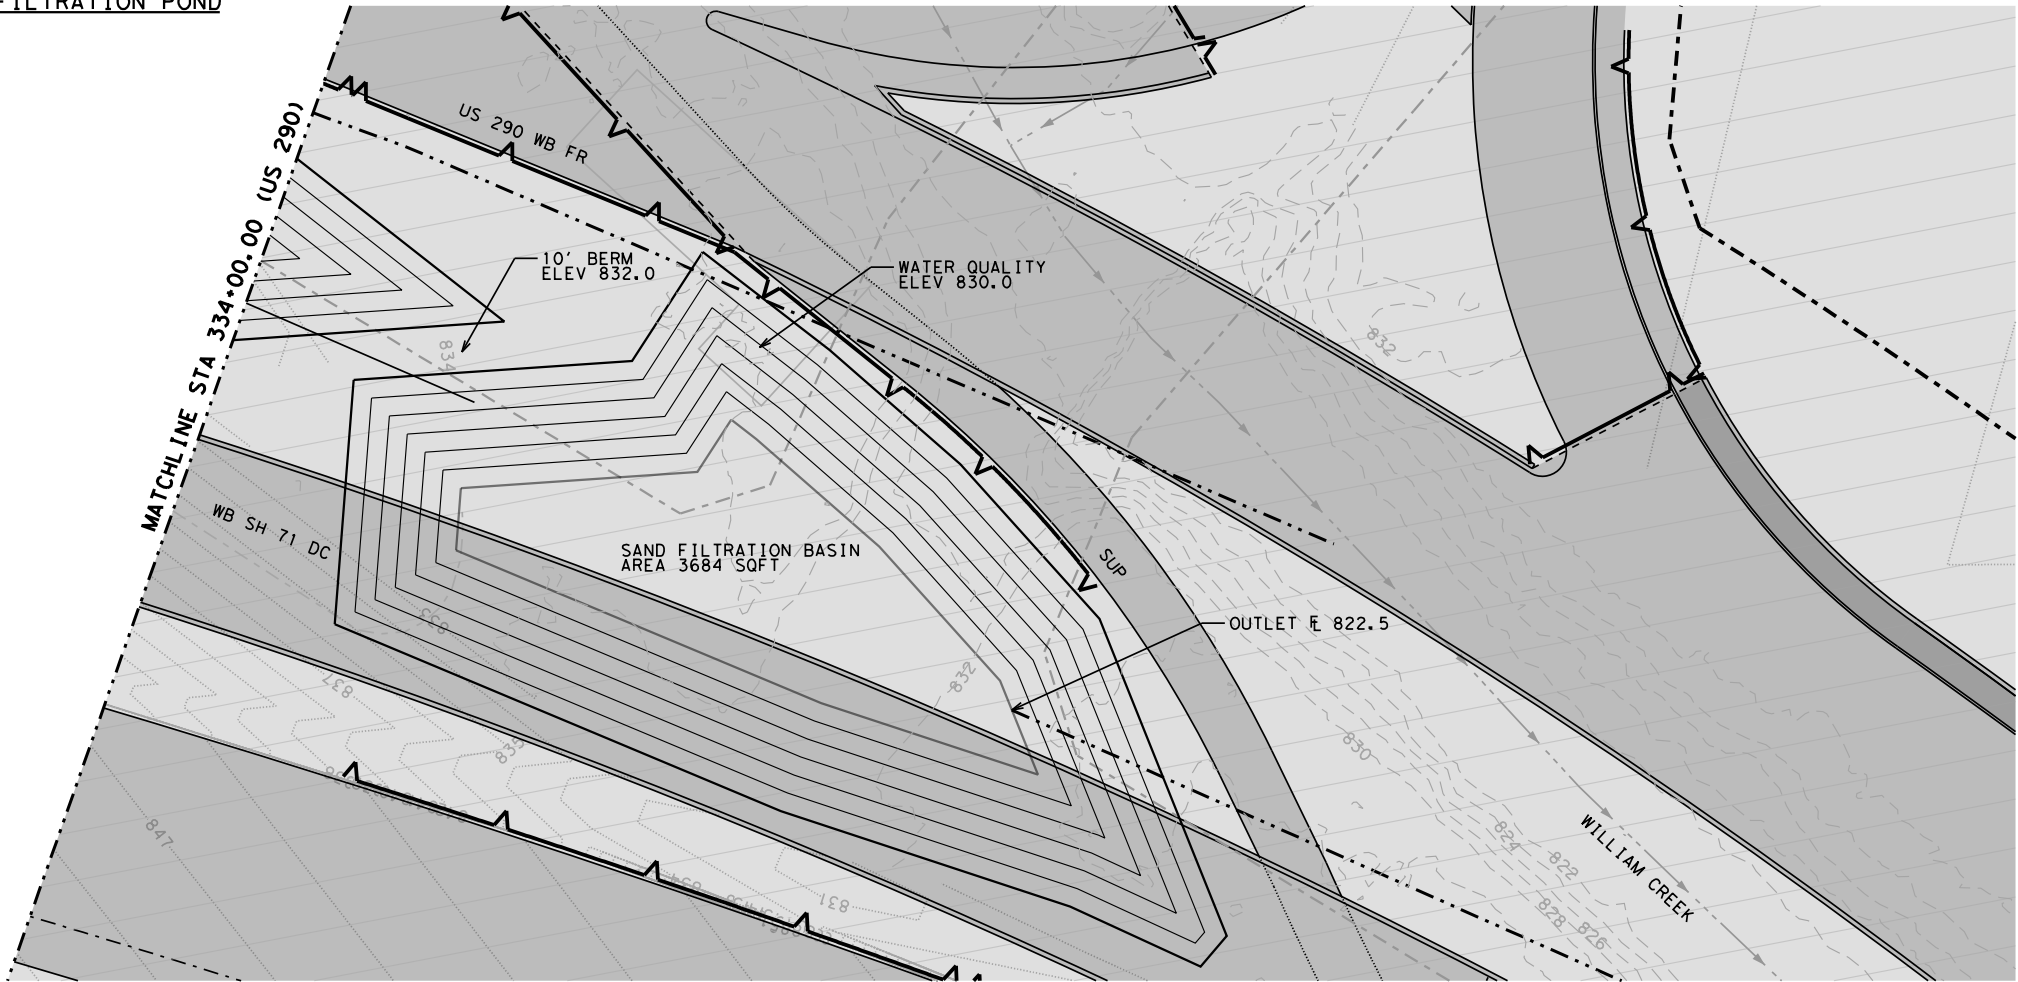 FILTRATION POND
MATCHLINE STA 334+00.00 (US 290)
US 290 WB FR
10' BERM
ELEV 832.0
WATER QUALITY
ELEV 830.0
834
832
WB SH 71 DC
SAND FILTRATION BASIN
AREA 3684 SQFT
SUP
OUTLET FL 822.5
833
832
837
835
830
847
824
822
828
826
831
834
WILLIAM CREEK